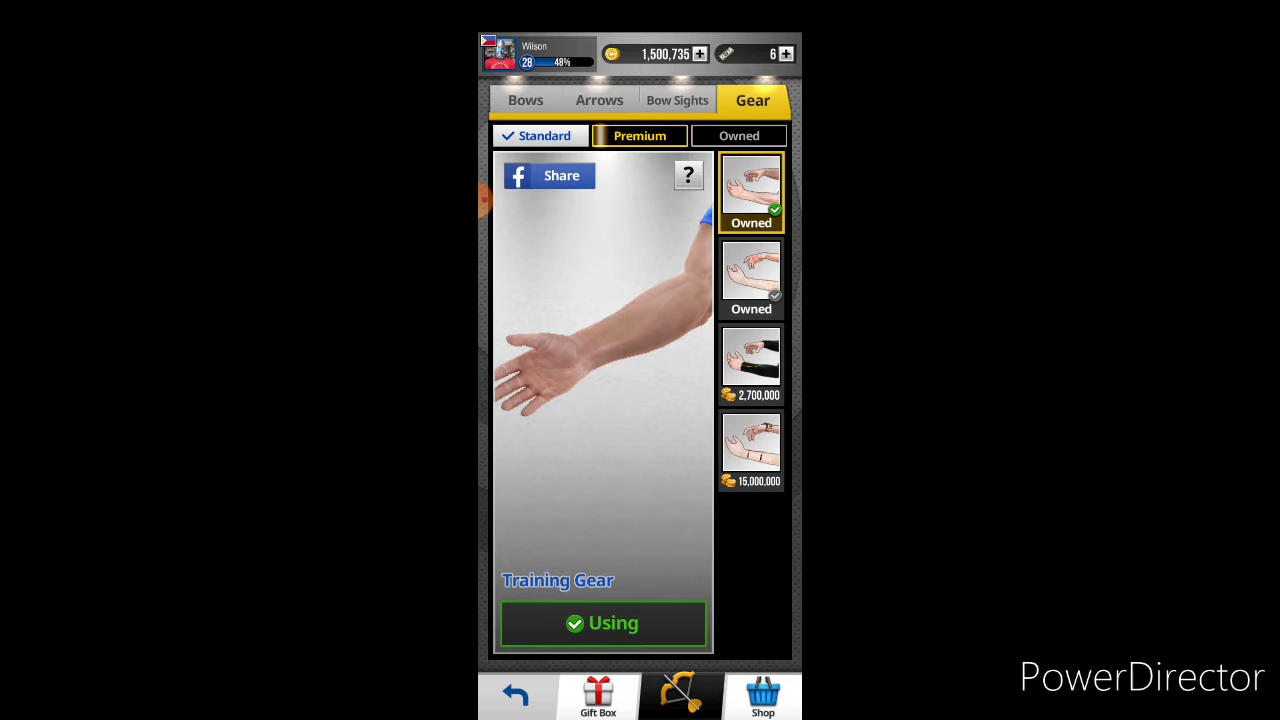 Wilson
28 48%
1,500,735
6
Bows Arrows Bow Sights Gear
Standard Premium Owned
f Share ?
Owned
Owned
2,700,000
15,000,000
Training Gear
Using
Gift Box Shop
PowerDirector